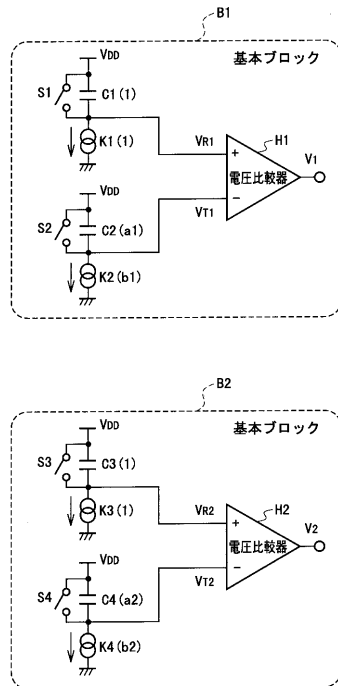 B1
基本ブロック
VDD
S1
C1(1)
K1(1)
VR1
+
H1
V1
電圧比較器
VDD
S2
C2(a1)
VT1
−
K2(b1)
B2
基本ブロック
VDD
S3
C3(1)
K3(1)
VR2
+
H2
V2
電圧比較器
VDD
S4
C4(a2)
VT2
−
K4(b2)